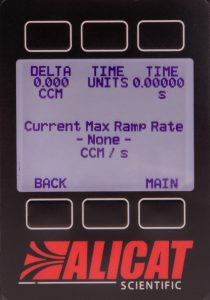 DELTA TIME TIME
0.000 UNITS 0.00000
CCM s
Current Max Ramp Rate
- None -
CCM / s
BACK MAIN
ALICAT
SCIENTIFIC